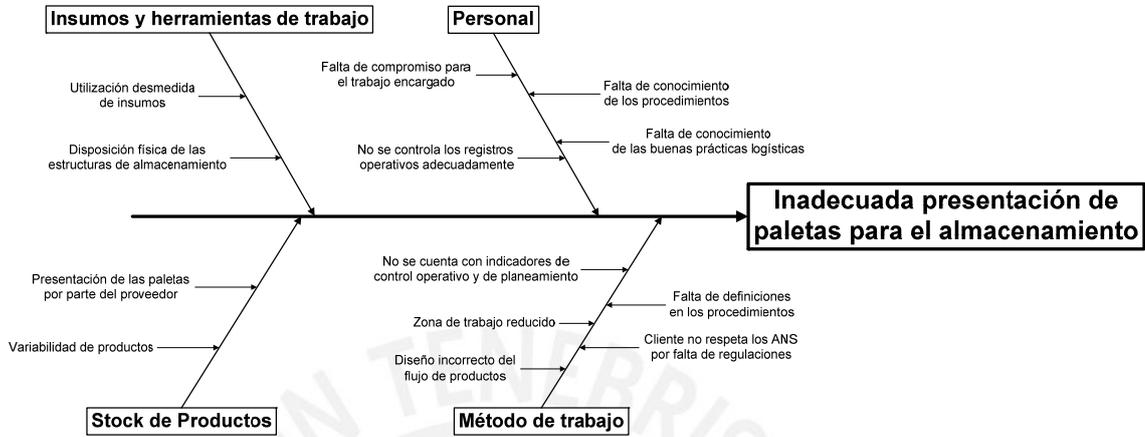 Insumos y herramientas de trabajo
Personal
Utilización desmedida
de insumos
Disposición física de las
estructuras de almacenamiento
Falta de compromiso para
el trabajo encargado
Falta de conocimiento
de los procedimientos
Falta de conocimiento
de las buenas prácticas logísticas
No se controla los registros
operativos adecuadamente
Inadecuada presentación de
paletas para el almacenamiento
Presentación de las paletas
por parte del proveedor
Variabilidad de productos
No se cuenta con indicadores de
control operativo y de planeamiento
Falta de definiciones
en los procedimientos
Zona de trabajo reducido
Cliente no respeta los ANS
por falta de regulaciones
Diseño incorrecto del
flujo de productos
Stock de Productos
Método de trabajo
TENEBRIS